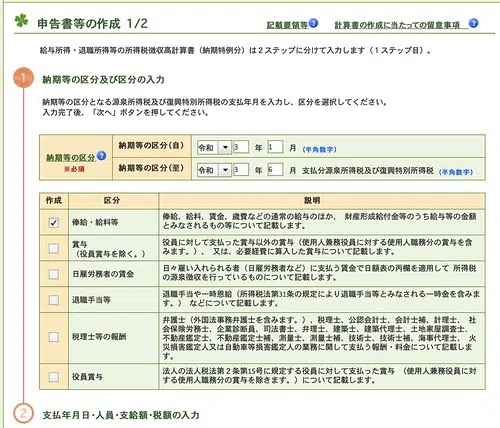 申告書等の作成 1/2
記載要領等 ?
計算書の作成に当たっての留意事項 ?
給与所得・退職所得等の所得税徴収高計算書（納期特例分）は２ステップに分けて入力します（１ステップ目）。
1 納期等の区分及び区分の入力
納期等の区分となる源泉所得税及び復興特別所得税の支払年月を入力し、区分を選択してください。
入力完了後、「次へ」ボタンを押してください。
納期等の区分 ?
※必須
納期等の区分(自) 令和 3 年 1 月 (半角数字)
納期等の区分(至) 令和 3 年 6 月 支払分源泉所得税及び復興特別所得税 (半角数字)
作成 区分 説明
俸給・給料等 俸給、給料、賃金、歳費などの通常の給与のほか、 財産形成給付金等のうち給与等の金額
とみなされるもの等について記載します。
賞与
（役員賞与を除く。） 役員に対して支払った賞与以外の賞与（使用人兼務役員に対する使用人職務分の賞与を含
みます。）、 又は、必要経費に算入した賞与について記載します。
日雇労務者の賃金 日々雇い入れられる者（日雇労務者など）に支払う賃金で日額表の丙欄を適用して 所得税
の源泉徴収を行っているものについて記載します。
退職手当等 退職手当や一時恩給（所得税法第31条の規定により退職手当等とみなされる一時金を含みま
す。） などについて記載します。
税理士等の報酬 弁護士（外国法事務弁護士を含みます。）、税理士、公認会計士、会計士補、計理士、 社
会保険労務士、企業診断員、司法書士、弁理士、建築士、建築代理士、土地家屋調査士、
不動産鑑定士、不動産鑑定士補、測量士、測量士補、技術士、技術士補、海事代理士、 火
災損害鑑定人又は自動車等損害鑑定人の業務に関して支払う報酬・料金について記載しま
す。
役員賞与 法人の法人税法第２条第15号に規定する役員に対して支払った賞与 （使用人兼務役員に対
する使用人職務分の賞与を除きます。）について記載します。
2 支払年月日・人員・支給額・税額の入力